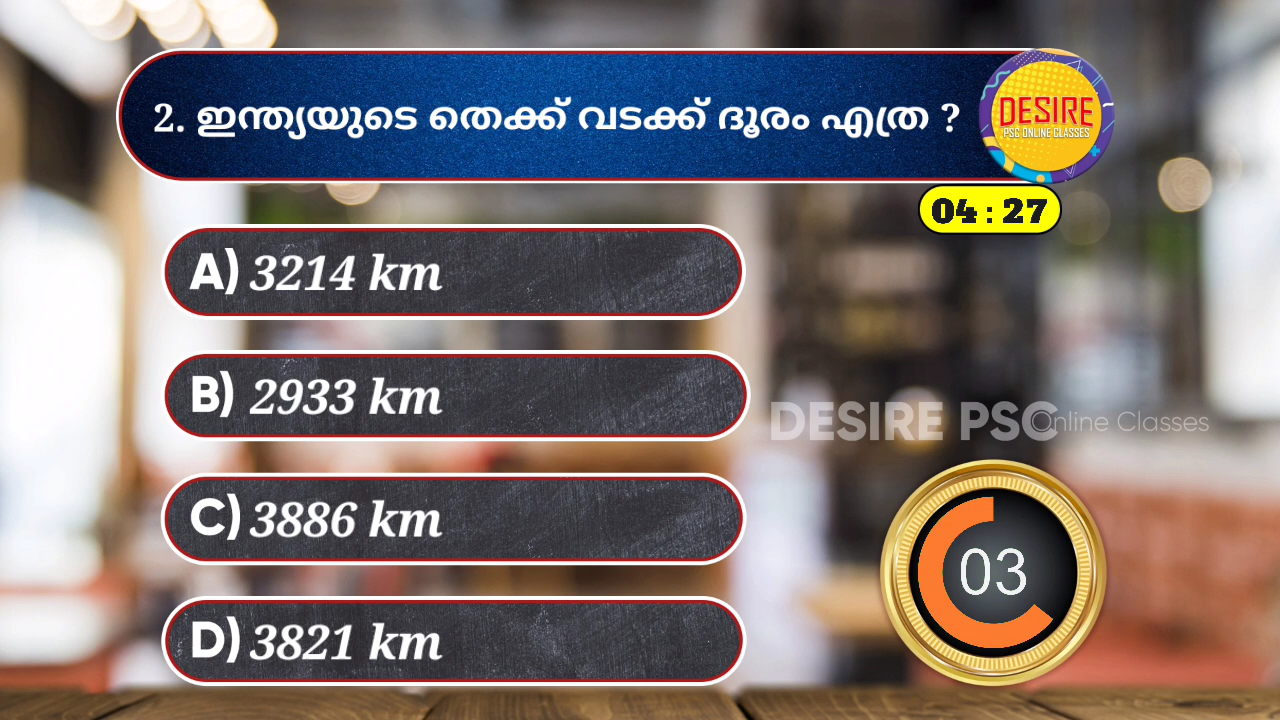 2. ഇന്ത്യയുടെ തെക്ക് വടക്ക് ദൂരം എത്ര ?
DESIRE
PSC ONLINE CLASSES
04 : 27
A) 3214 km
B) 2933 km
C) 3886 km
D) 3821 km
DESIRE PSC Online Classes
03